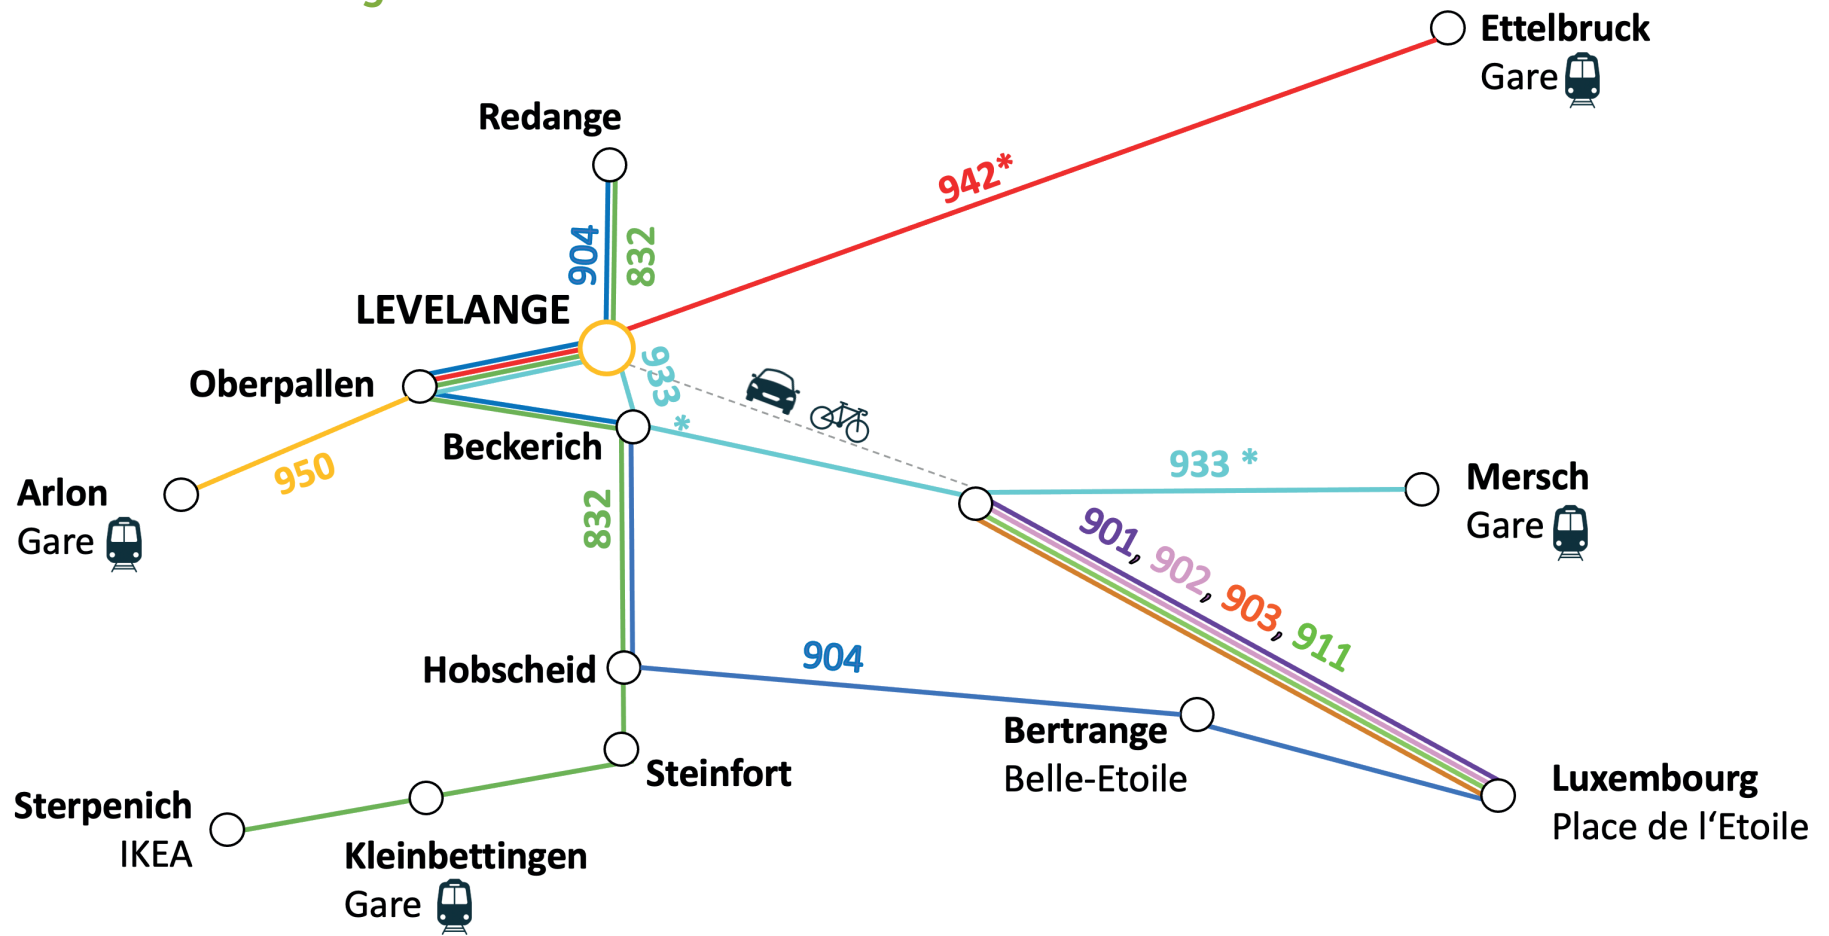 Ettelbruck
Gare
Redange
942*
904
832
LEVELANGE
933 *
Oberpallen
Beckerich
950
933 *
Mersch
Gare
Arlon
Gare
832
901, 902, 903, 911
Hobscheid
904
Bertrange
Belle-Etoile
Steinfort
Luxembourg
Place de l‘Etoile
Sterpenich
IKEA
Kleinbettingen
Gare